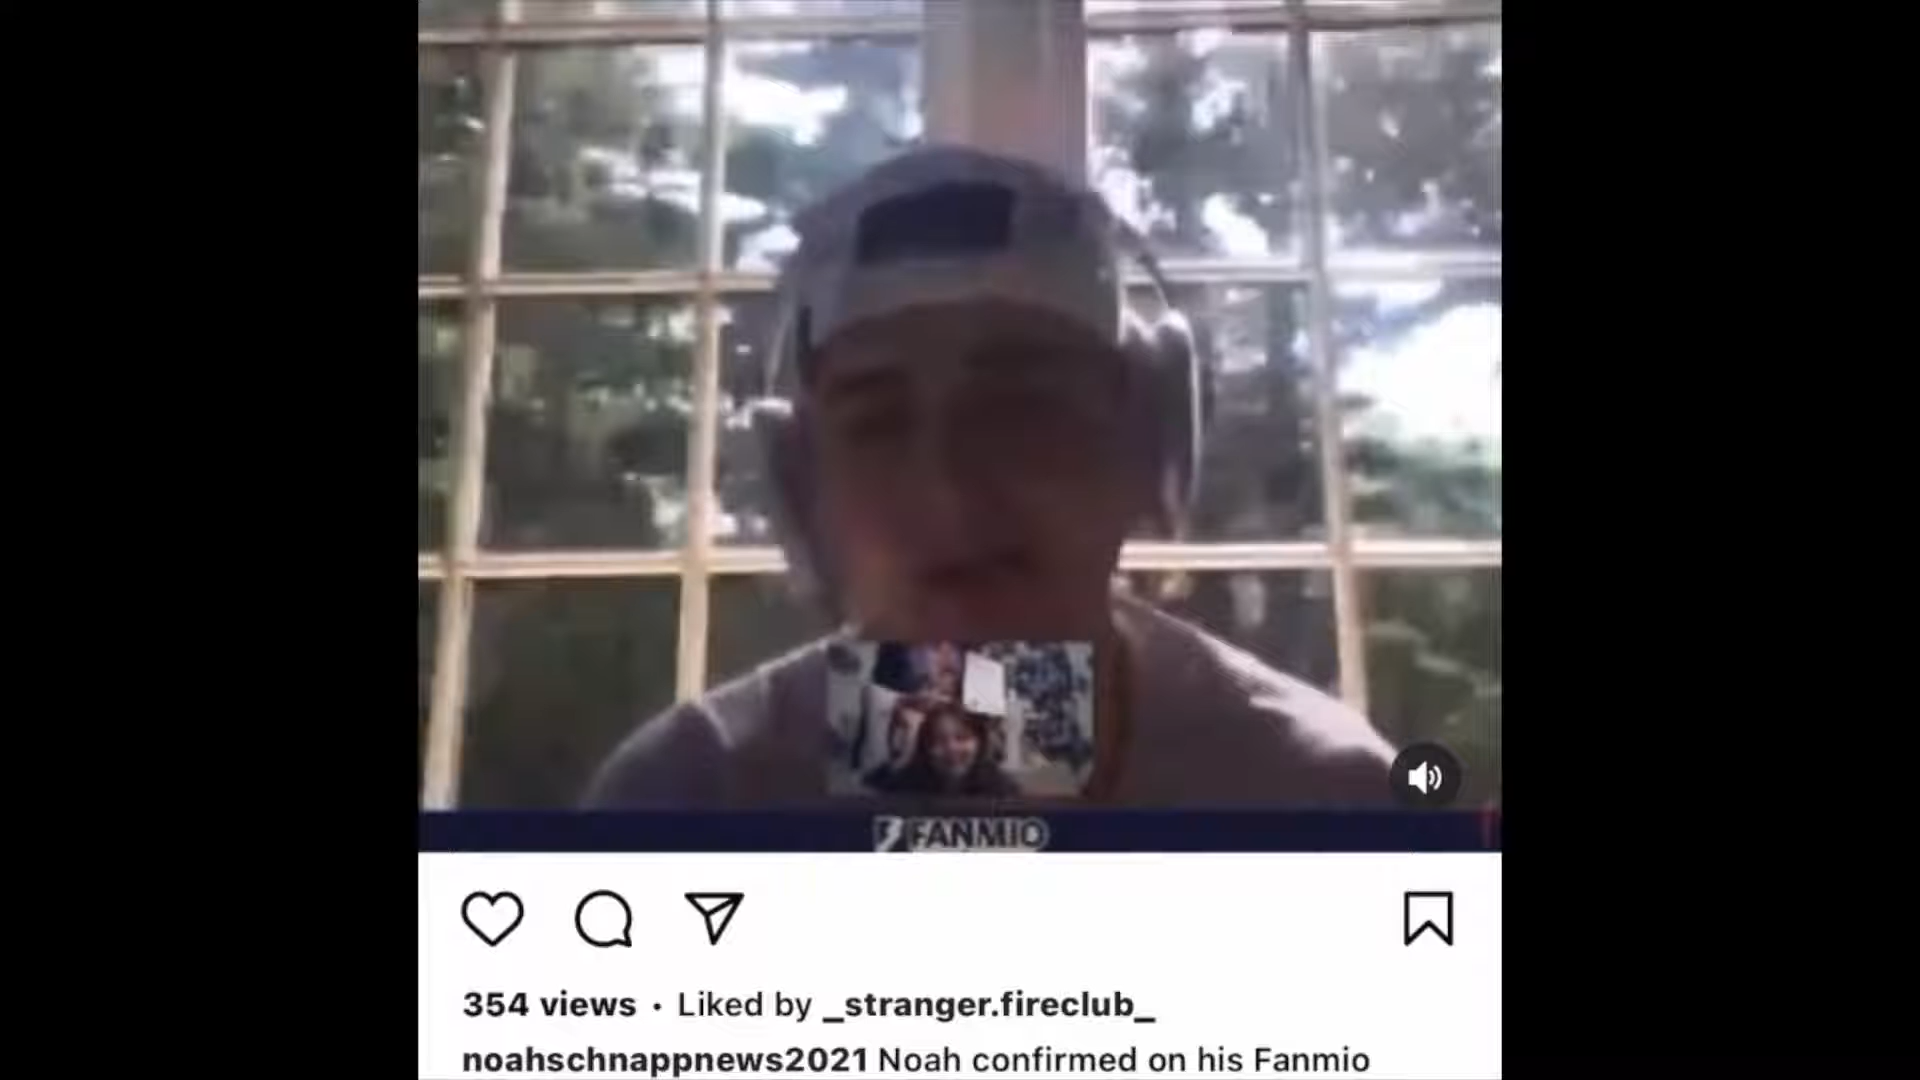 FANMIO
354 views • Liked by _stranger.fireclub_
noahschnappnews2021 Noah confirmed on his Fanmio